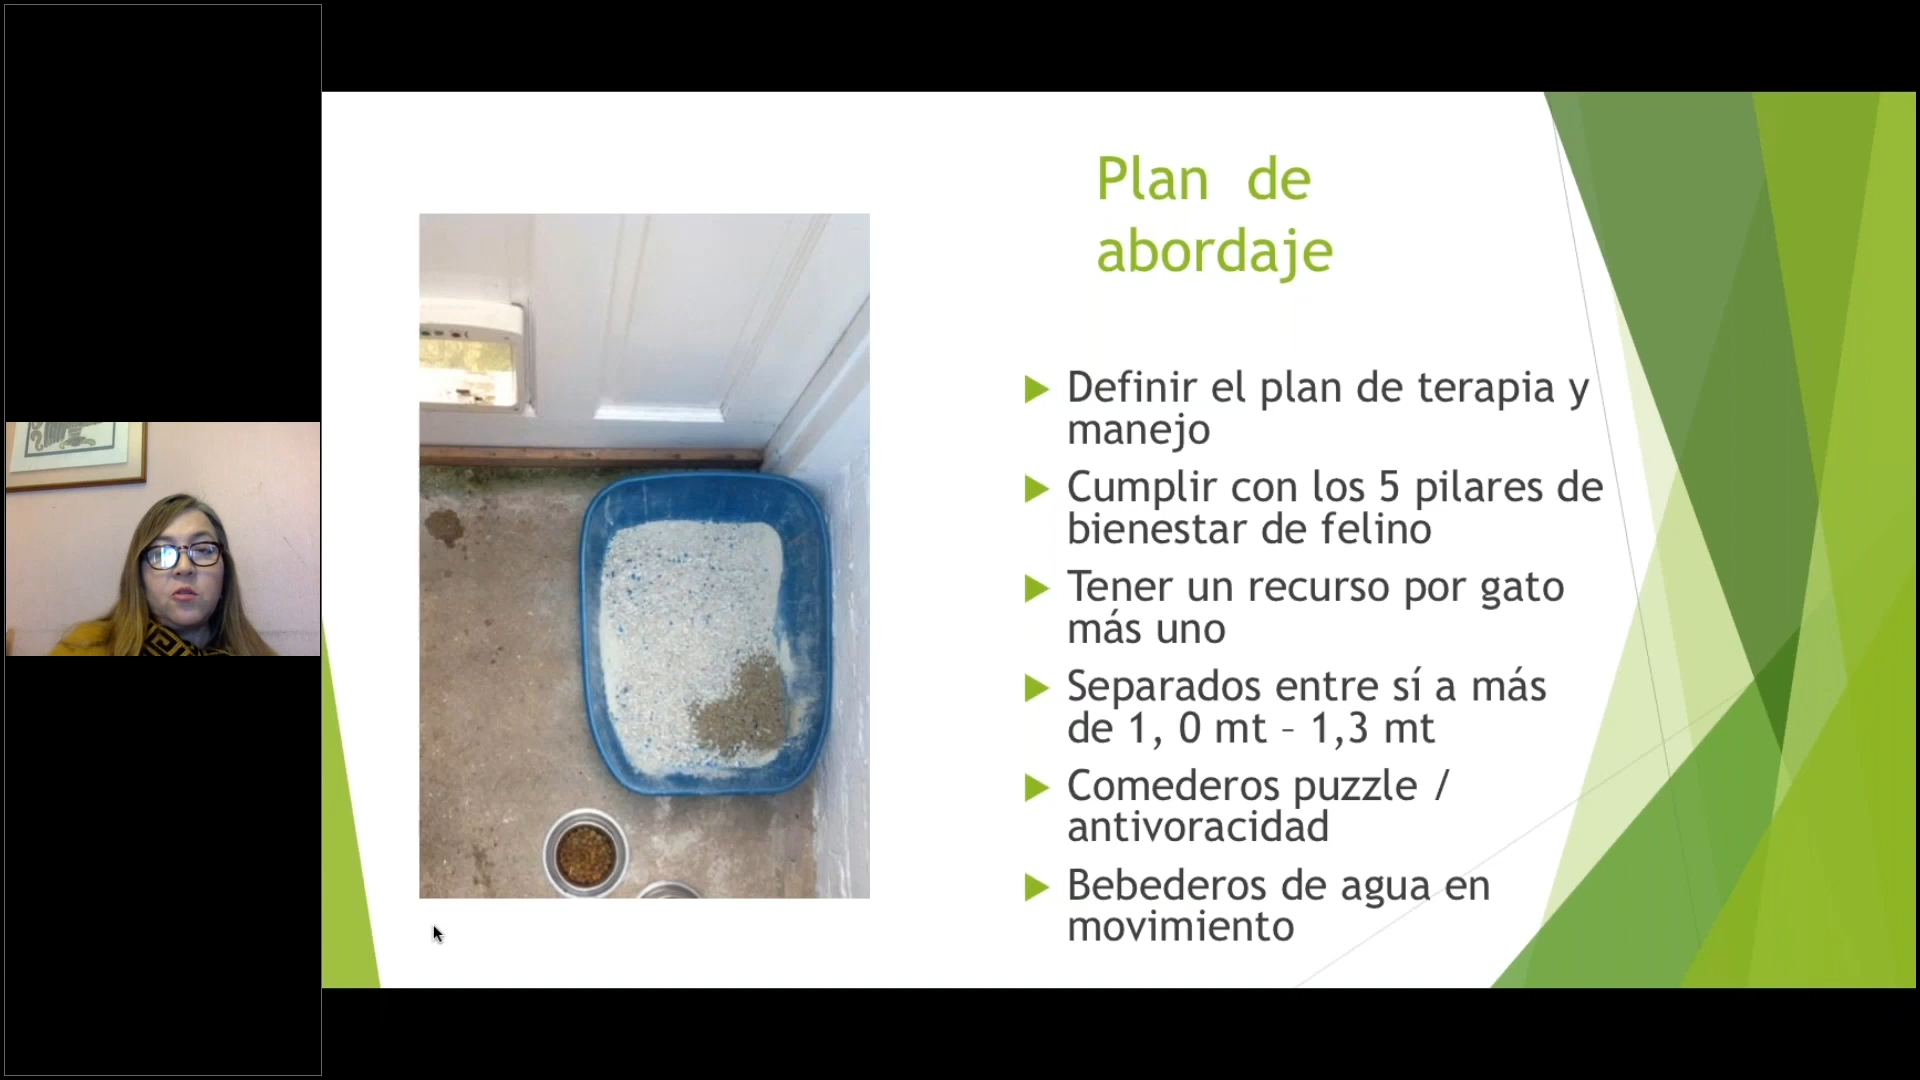 Plan de
abordaje
Definir el plan de terapia y
manejo
Cumplir con los 5 pilares de
bienestar de felino
Tener un recurso por gato
más uno
Separados entre sí a más
de 1, 0 mt – 1,3 mt
Comederos puzzle /
antivoracidad
Bebederos de agua en
movimiento